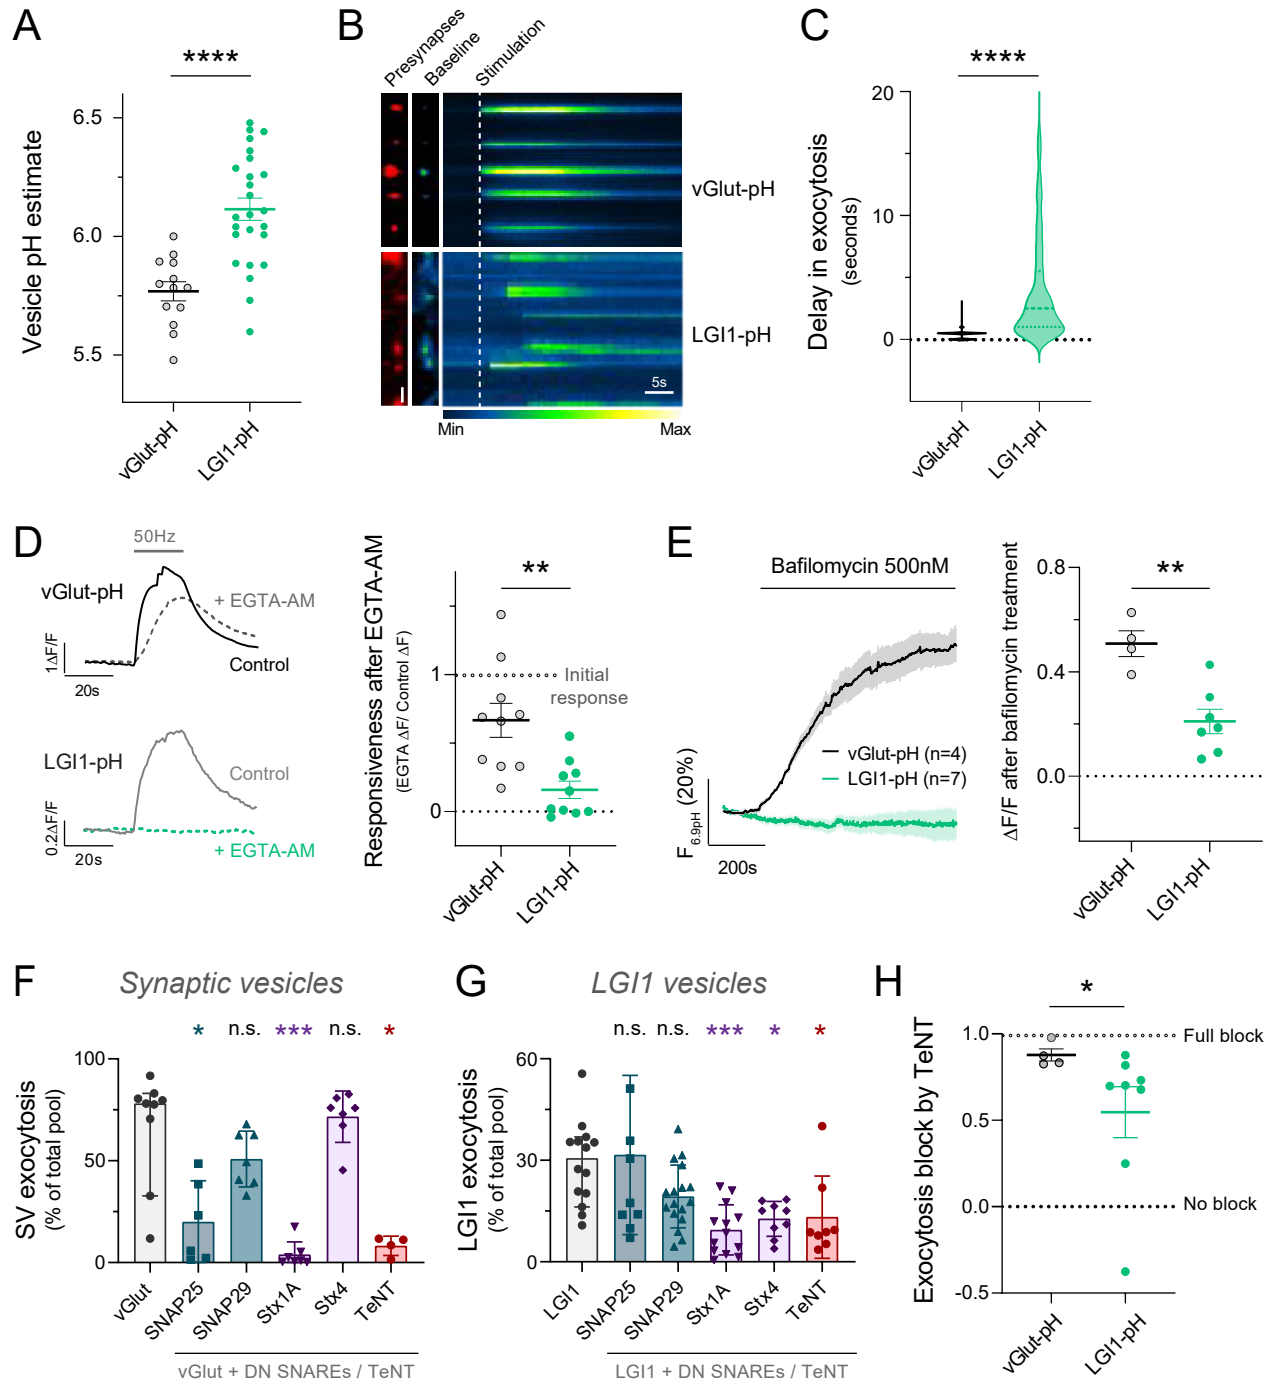 A
****
Vesicle pH estimate
6.5
6.0
5.5
vGlut-pH
LGI1-pH
B
Presynapses
Baseline
Stimulation
vGlut-pH
LGI1-pH
5s
Min
Max
C
****
Delay in exocytosis
(seconds)
20
10
0
vGlut-pH
LGI1-pH
D
50Hz
vGlut-pH
+ EGTA-AM
Control
1ΔF/F
20s
LGI1-pH
Control
+ EGTA-AM
0.2ΔF/F
20s
Responsiveness after EGTA-AM
(EGTA ΔF/ Control ΔF)
**
1
0
Initial
response
vGlut-pH
LGI1-pH
E
Bafilomycin 500nM
vGlut-pH (n=4)
LGI1-pH (n=7)
F6.9pH (20%)
200s
ΔF/F after bafilomycin treatment
**
0.8
0.4
0.0
vGlut-pH
LGI1-pH
F
Synaptic vesicles
* n.s. *** n.s. *
SV exocytosis
(% of total pool)
100
50
0
vGlut
SNAP25
SNAP29
Stx1A
Stx4
TeNT
vGlut + DN SNAREs / TeNT
G
LGI1 vesicles
n.s. n.s. *** * *
LGI1 exocytosis
(% of total pool)
60
30
0
LGI1
SNAP25
SNAP29
Stx1A
Stx4
TeNT
LGI1 + DN SNAREs / TeNT
H
*
Exocytosis block by TeNT
1.0
0.5
0.0
-0.5
Full block
No block
vGlut-pH
LGI1-pH